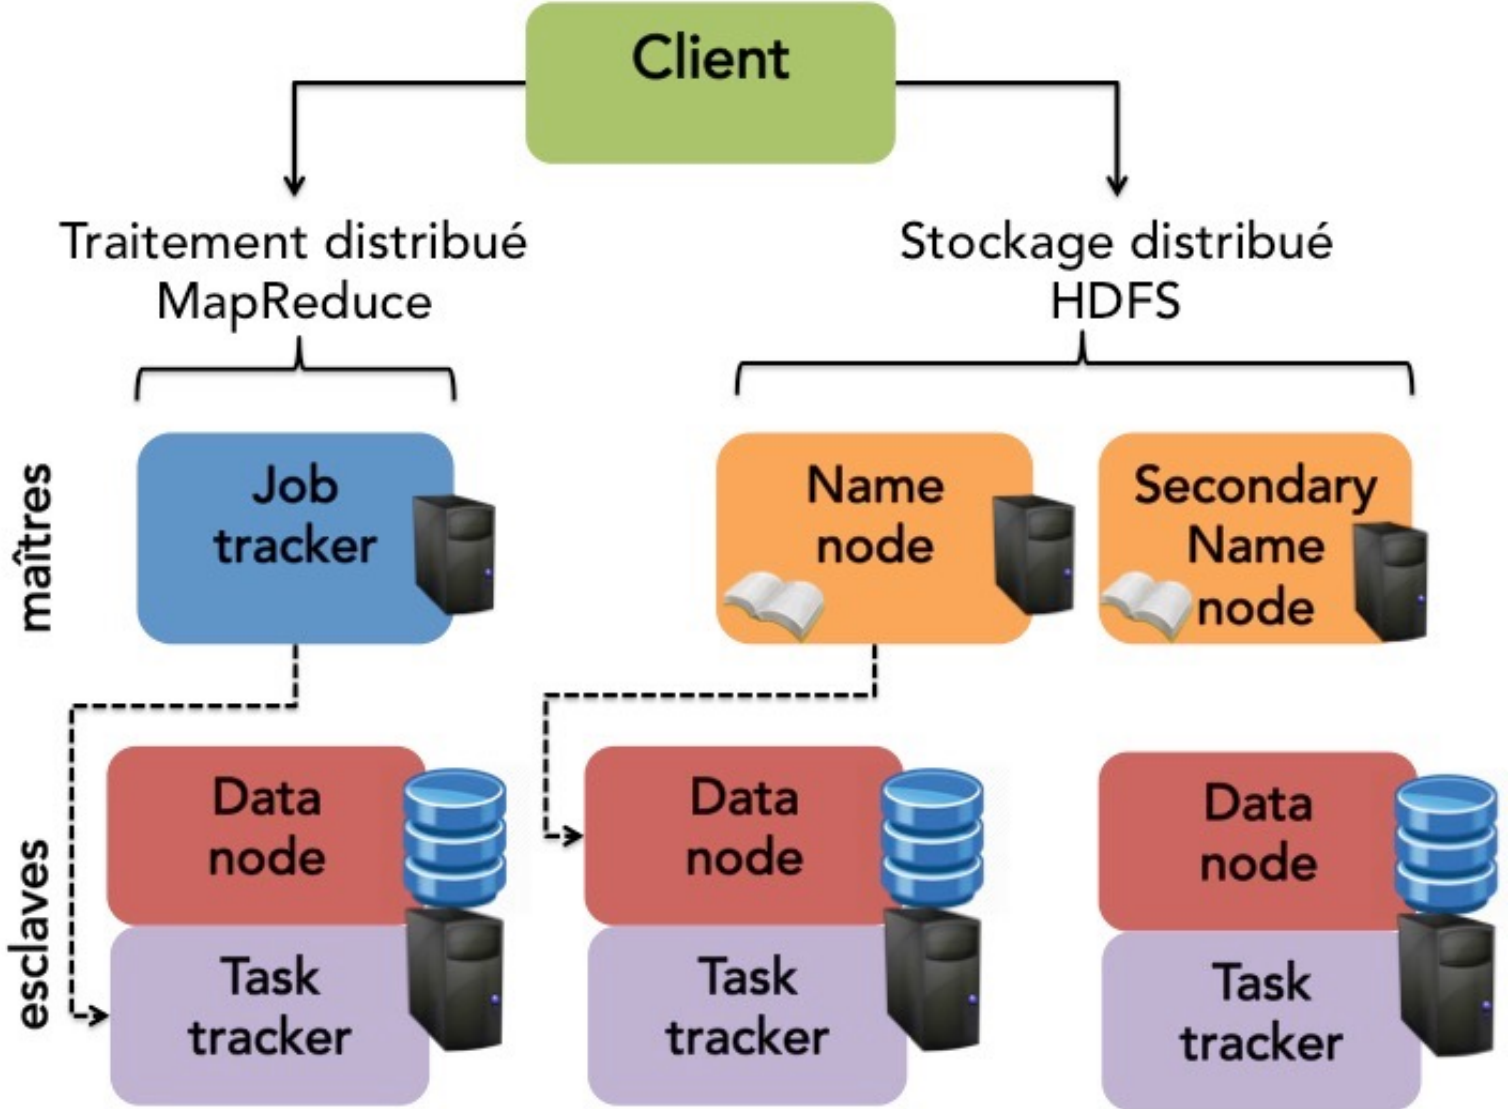 Client
Traitement distribué
MapReduce
Stockage distribué
HDFS
maîtres
Job
tracker
Name
node
Secondary
Name
node
esclaves
Data
node
Task
tracker
Data
node
Task
tracker
Data
node
Task
tracker